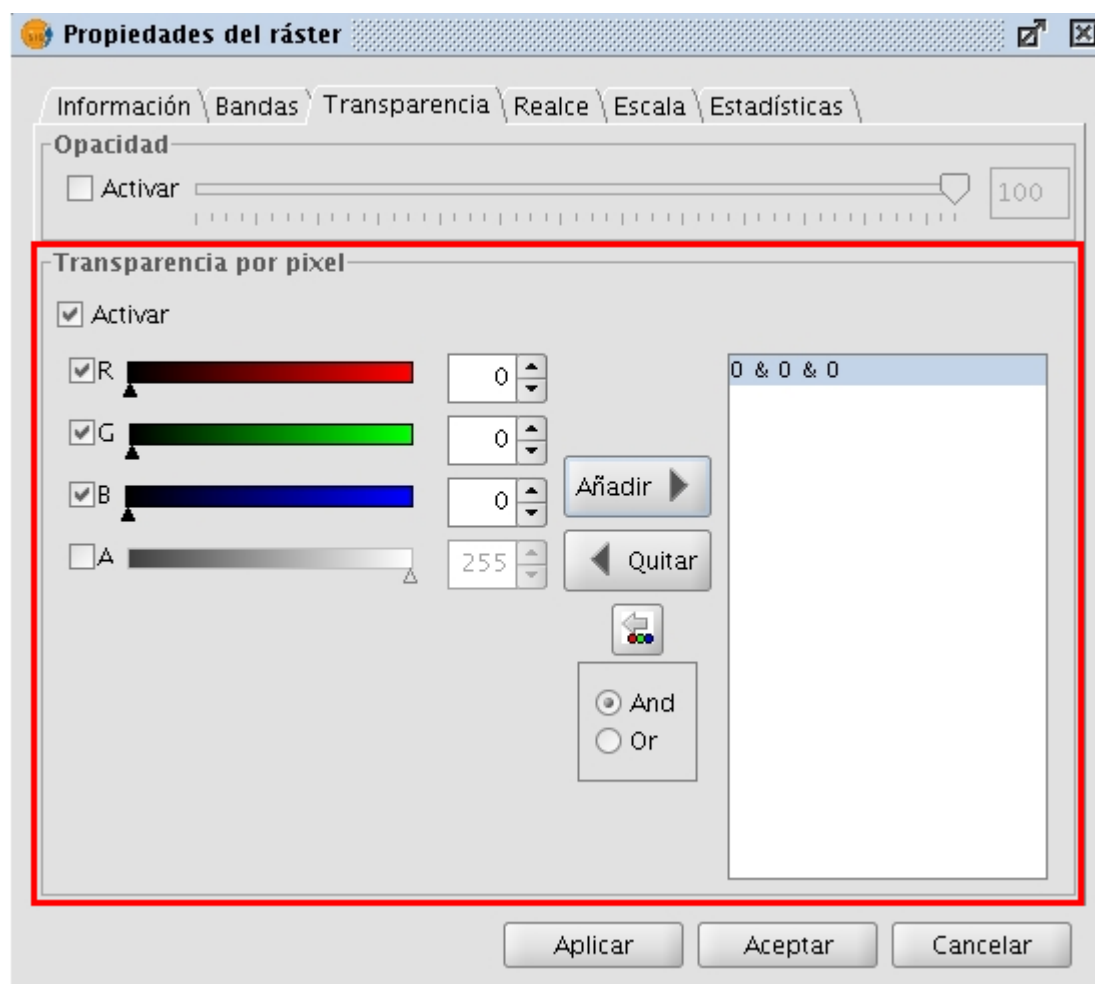 Propiedades del ráster
Información Bandas Transparencia Realce Escala Estadísticas
Opacidad
Activar 100
Transparencia por pixel
Activar
R 0
0 & 0 & 0
G 0
B 0
Añadir
A 255
Quitar
And
Or
Aplicar Aceptar Cancelar